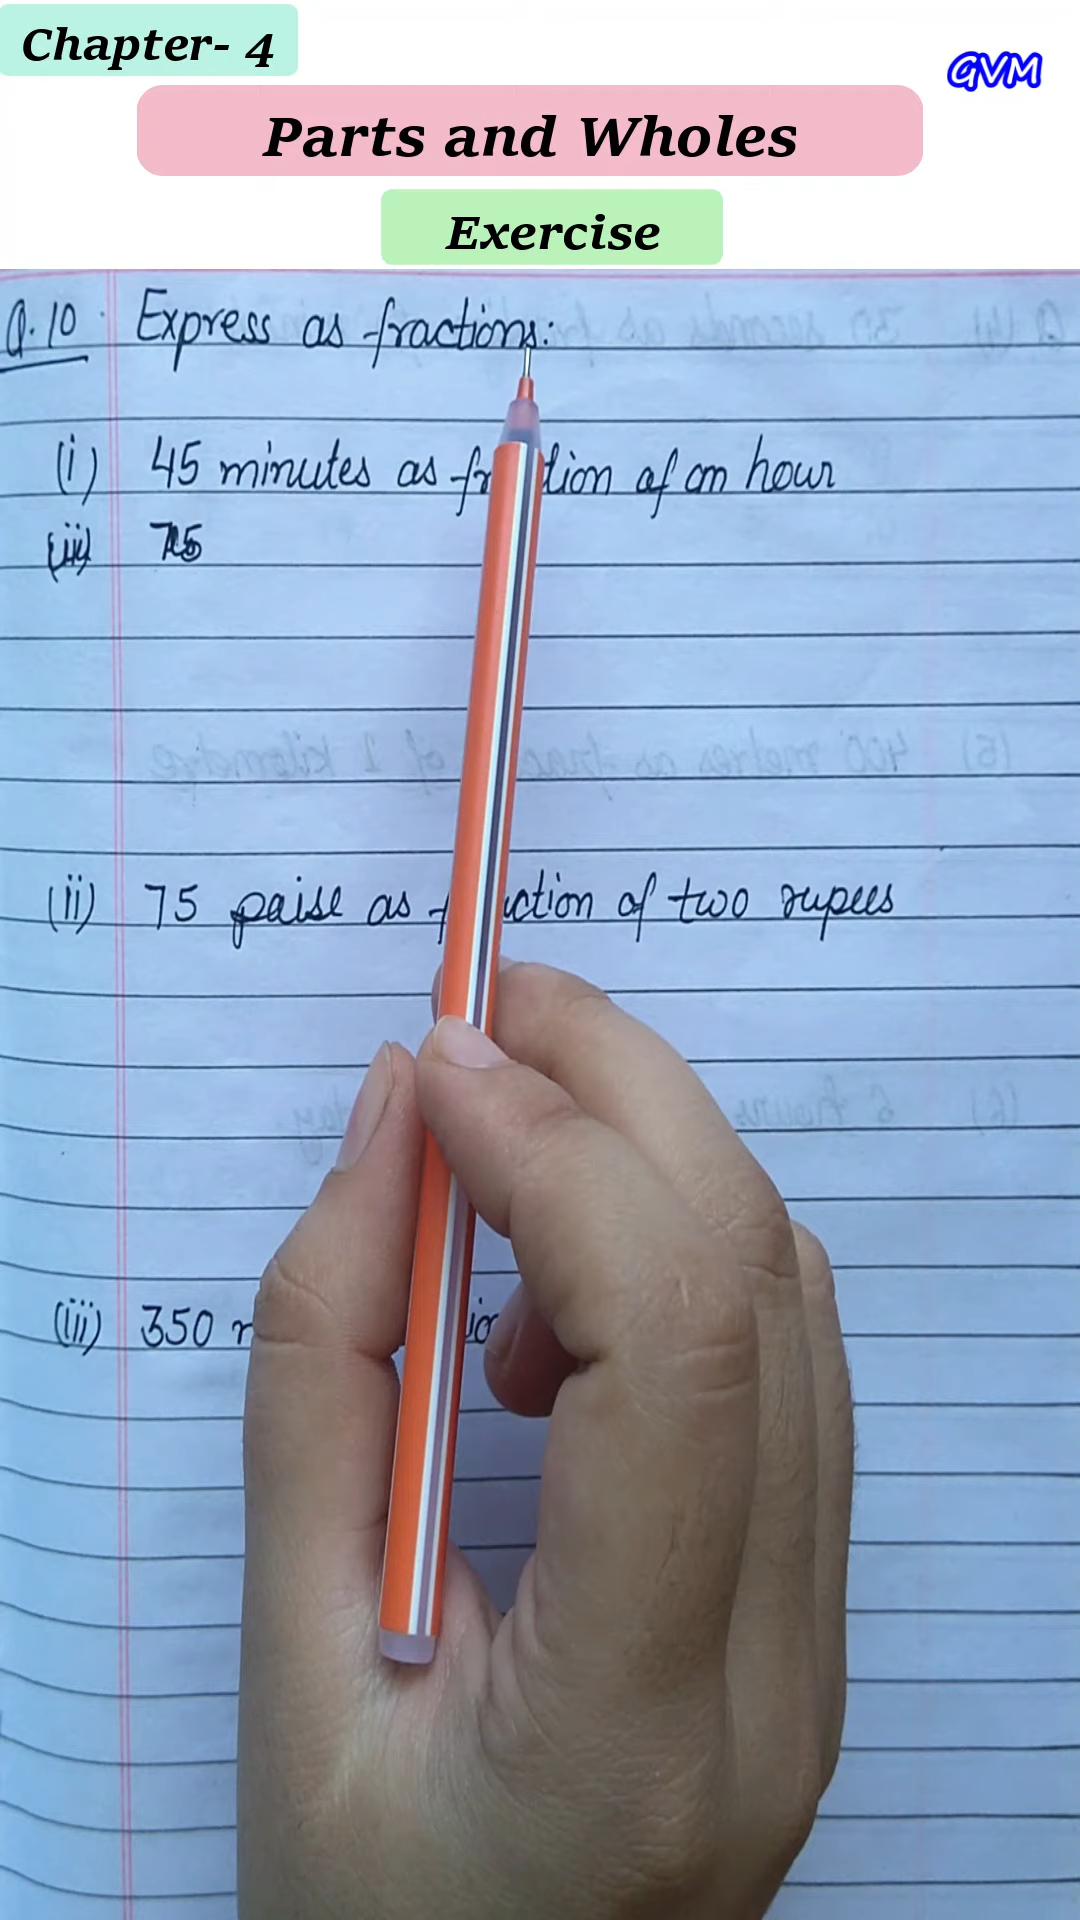 Chapter- 4
GVM
Parts and Wholes
Exercise
Q.10 Express as fractions:
(i) 45 minutes as fr tion of an hour
(iii) 75
(ii) 75 paise as f ction of two rupees
(iii) 350